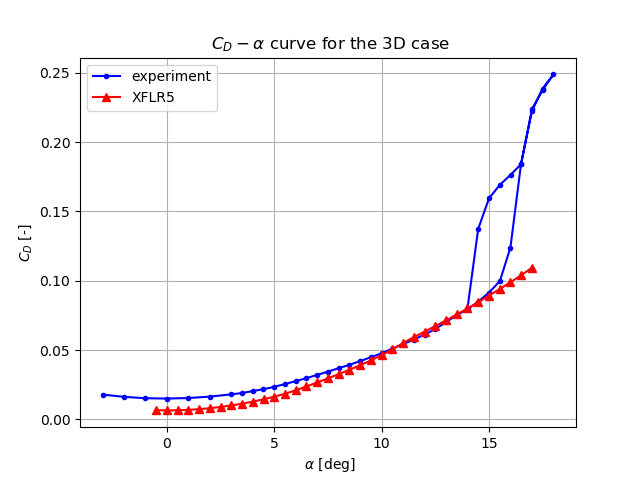 $C_D - \alpha$ curve for the 3D case
experiment
XFLR5
0.25
0.20
0.15
0.10
0.05
0.00
$C_D$ [-]
0 5 10 15
$\alpha$ [deg]